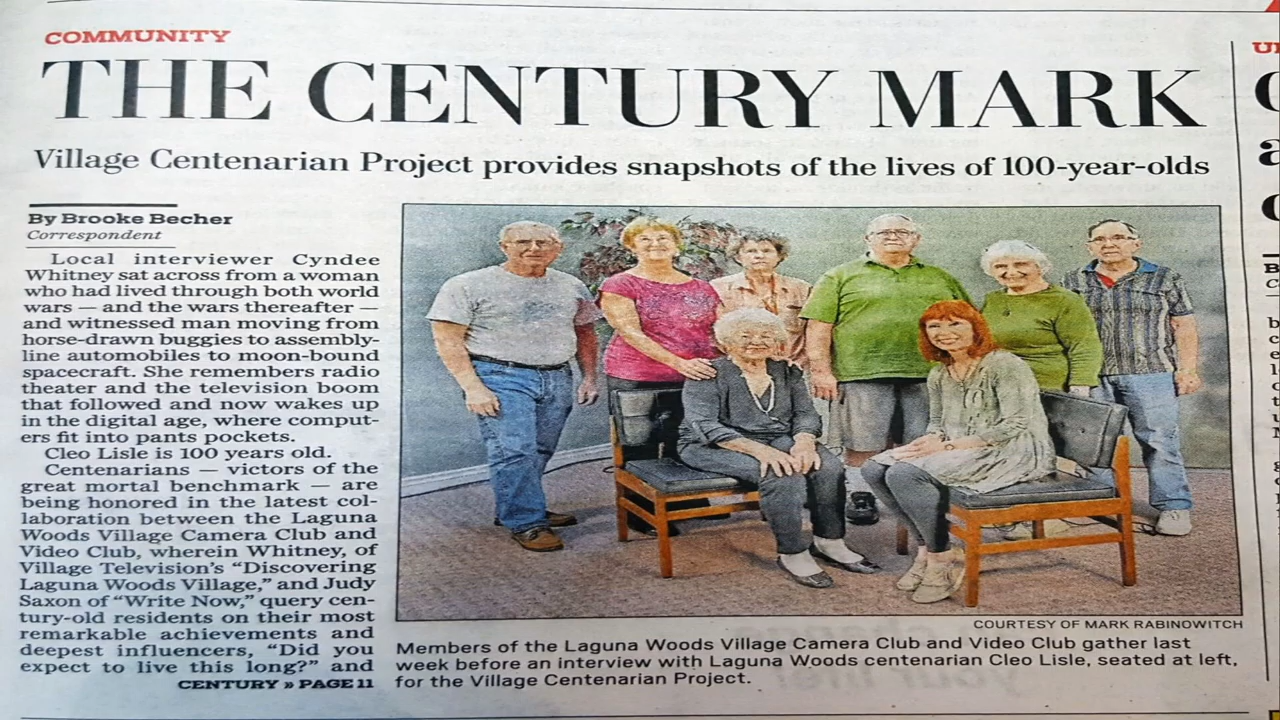 COMMUNITY
THE CENTURY MARK
Village Centenarian Project provides snapshots of the lives of 100-year-olds
By Brooke Becher
Correspondent
Local interviewer Cyndee
Whitney sat across from a woman
who had lived through both world
wars — and the wars thereafter —
and witnessed man moving from
horse-drawn buggies to assembly-
line automobiles to moon-bound
spacecraft. She remembers radio
theater and the television boom
that followed and now wakes up
in the digital age, where comput-
ers fit into pants pockets.
Cleo Lisle is 100 years old.
Centenarians — victors of the
great mortal benchmark — are
being honored in the latest col-
laboration between the Laguna
Woods Village Camera Club and
Video Club, wherein Whitney, of
Village Television's “Discovering
Laguna Woods Village,” and Judy
Saxon of “Write Now,” query cen-
tury-old residents on their most
remarkable achievements and
deepest influencers, “Did you
expect to live this long?” and
CENTURY » PAGE 11
COURTESY OF MARK RABINOWITCH
Members of the Laguna Woods Village Camera Club and Video Club gather last
week before an interview with Laguna Woods centenarian Cleo Lisle, seated at left,
for the Village Centenarian Project.